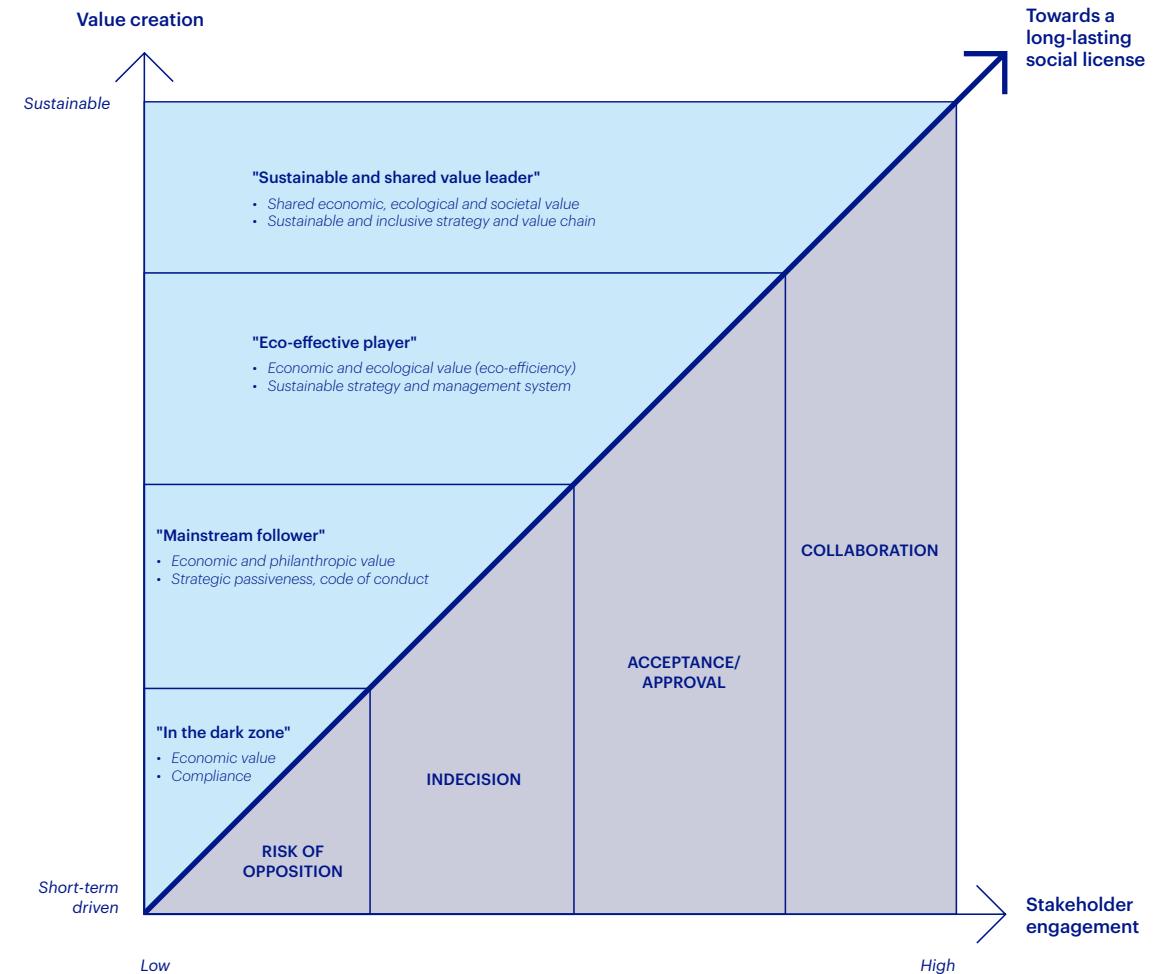 Value creation
Towards a
long-lasting
social license
Sustainable
"Sustainable and shared value leader"
• Shared economic, ecological and societal value
• Sustainable and inclusive strategy and value chain
"Eco-effective player"
• Economic and ecological value (eco-efficiency)
• Sustainable strategy and management system
"Mainstream follower"
• Economic and philanthropic value
• Strategic passiveness, code of conduct
COLLABORATION
ACCEPTANCE/
APPROVAL
"In the dark zone"
• Economic value
• Compliance
INDECISION
RISK OF
OPPOSITION
Short-term
driven
Stakeholder
engagement
Low
High